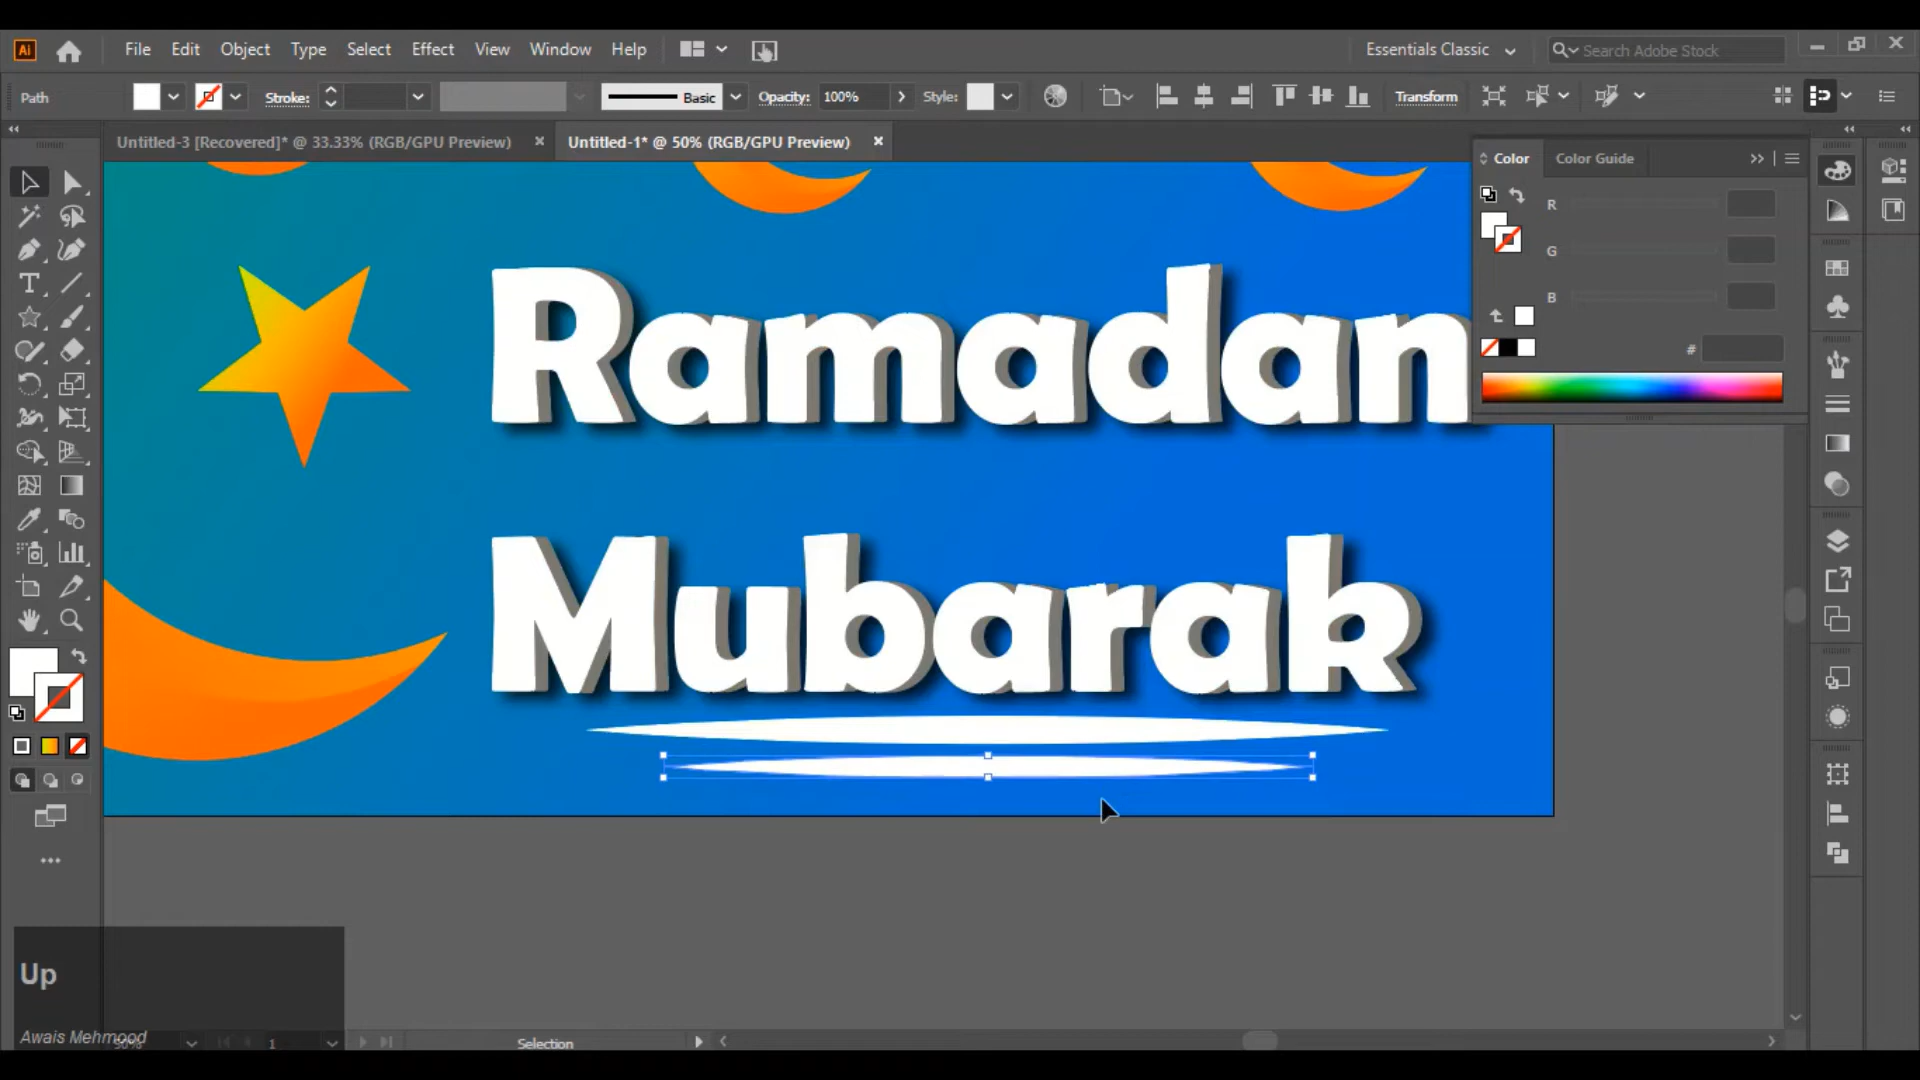 Ai File Edit Object Type Select Effect View Window Help Essentials Classic Search Adobe Stock
Path Stroke: Basic Opacity: 100% Style: Transform
Untitled-3 [Recovered]* @ 33.33% (RGB/GPU Preview) × Untitled-1* @ 50% (RGB/GPU Preview) ×
Color Color Guide
R
G
B
#
Ramadan
Mubarak
Up
Awais Mehmood
50% 1 Selection